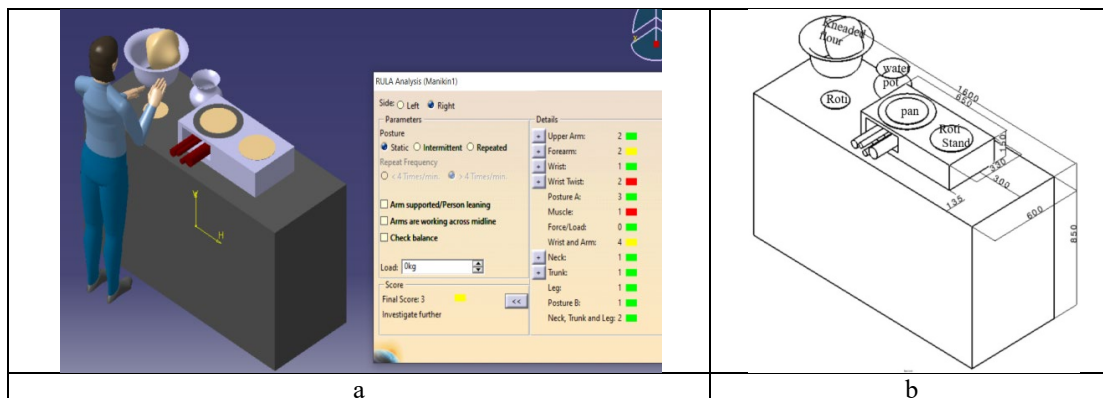 RULA Analysis (Manikin1)
Side: Left Right
Parameters
Posture
Static Intermittent Repeated
Repeat Frequency
< 4 Times/min. > 4 Times/min.
Arm supported/Person leaning
Arms are working across midline
Check balance
Load: 0kg
Score
Final Score: 3
<<
Investigate further
Details
+ Upper Arm: 2
+ Forearm: 2
+ Wrist: 1
+ Wrist Twist: 2
Posture A: 3
Muscle: 1
Force/Load: 0
Wrist and Arm: 4
+ Neck: 1
+ Trunk: 1
Leg: 1
Posture B: 1
Neck, Trunk and Leg: 2
Y
H
Kneaded
flour
water
pot
Roti
pan
Roti
Stand
1600
650
150
330
300
135
600
850
a
b